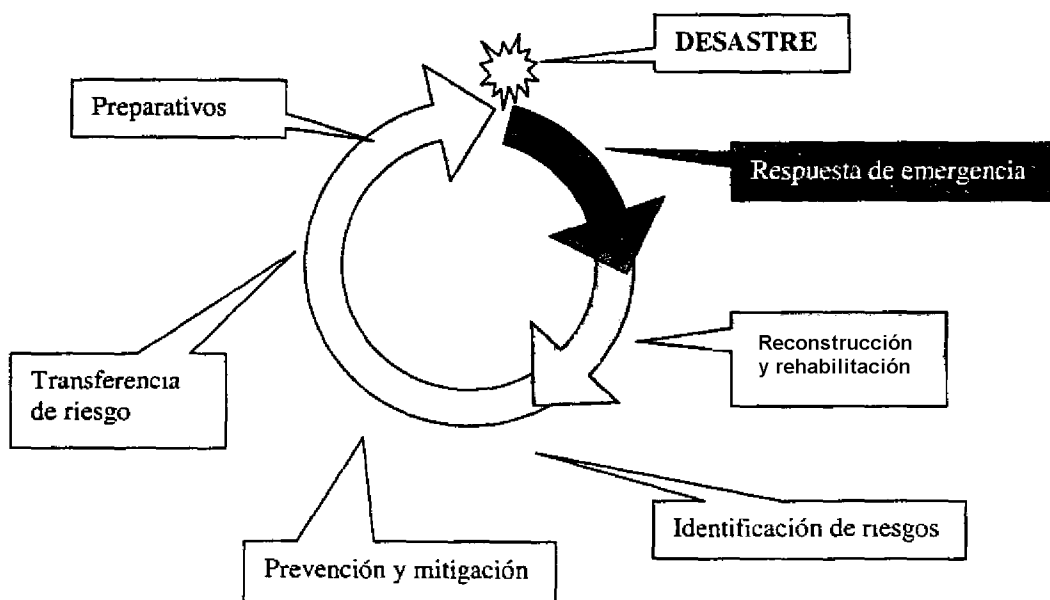 DESASTRE
Preparativos
Respuesta de emergencia
Reconstrucción
y rehabilitación
Transferencia
de riesgo
Identificación de riesgos
Prevención y mitigación